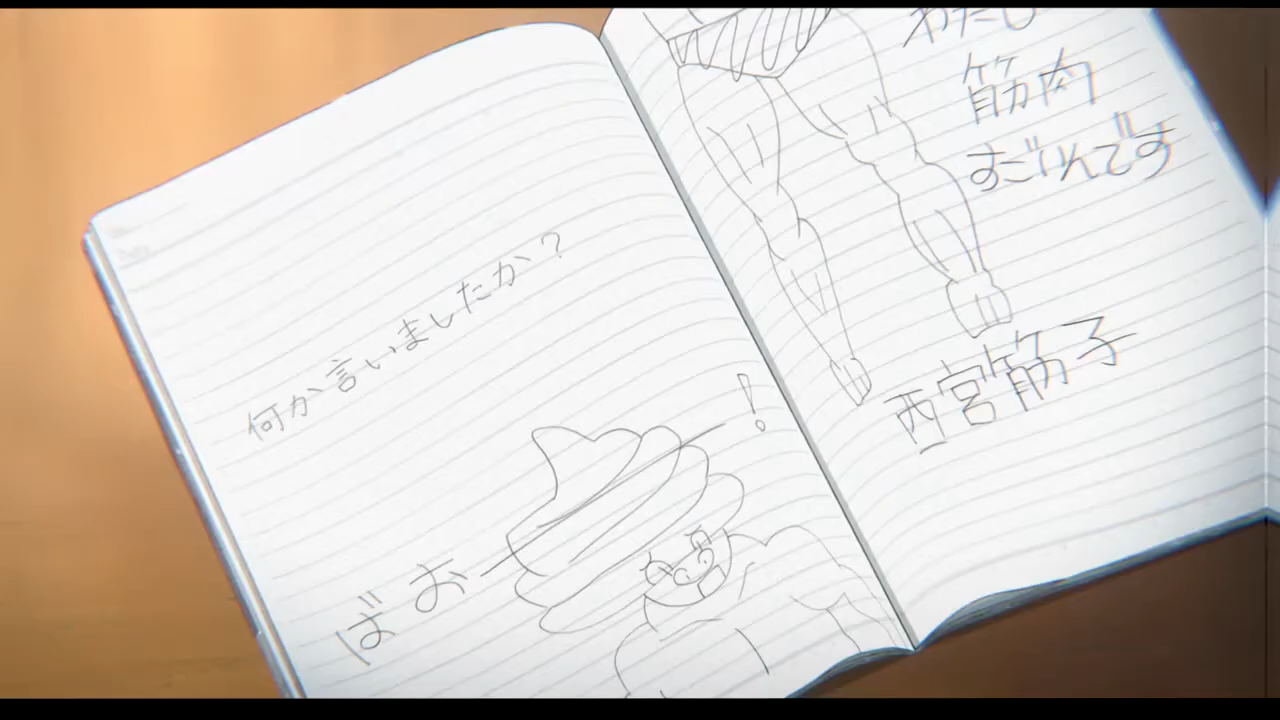 何か言いましたか?
ばおー!
わたし
筋肉
すごいんです
西宮筋子